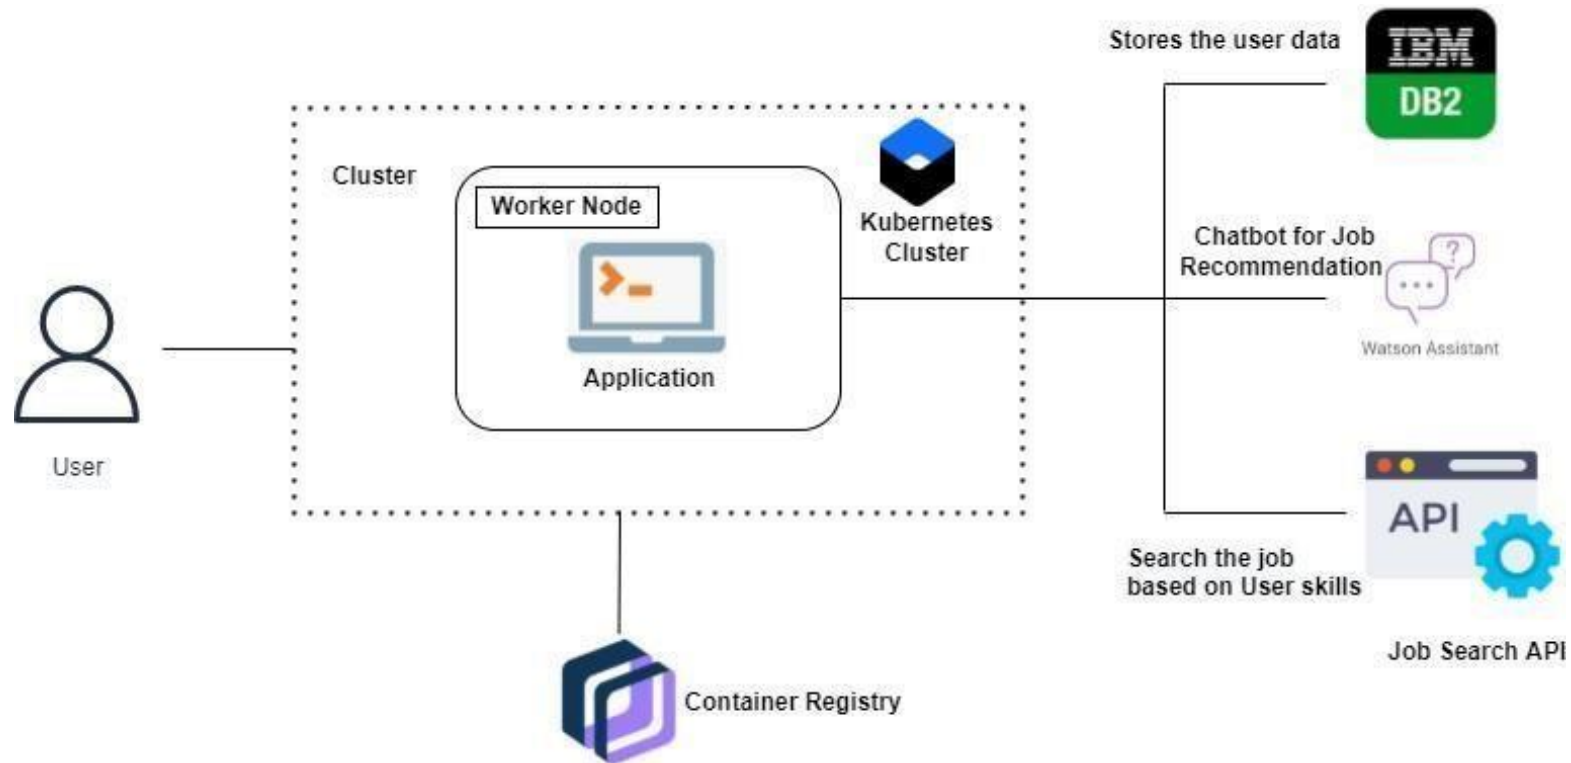 Stores the user data
IBM
DB2
Cluster
Worker Node
Kubernetes
Cluster
Chatbot for Job
Recommendation
?
Watson Assistant
Application
User
API
Search the job
based on User skills
Job Search API
Container Registry